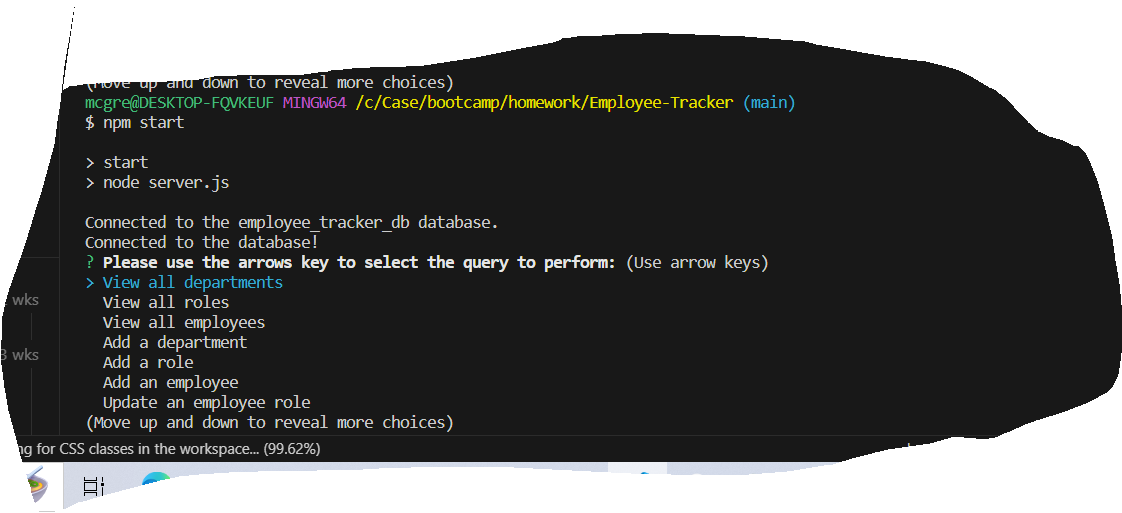 (Move up and down to reveal more choices)
mcgre@DESKTOP-FQVKEUF MINGW64 /c/Case/bootcamp/homework/Employee-Tracker (main)
$ npm start
> start
> node server.js
Connected to the employee_tracker_db database.
Connected to the database!
? Please use the arrows key to select the query to perform: (Use arrow keys)
> View all departments
View all roles
View all employees
Add a department
Add a role
Add an employee
Update an employee role
(Move up and down to reveal more choices)
wks
3 wks
ng for CSS classes in the workspace... (99.62%)